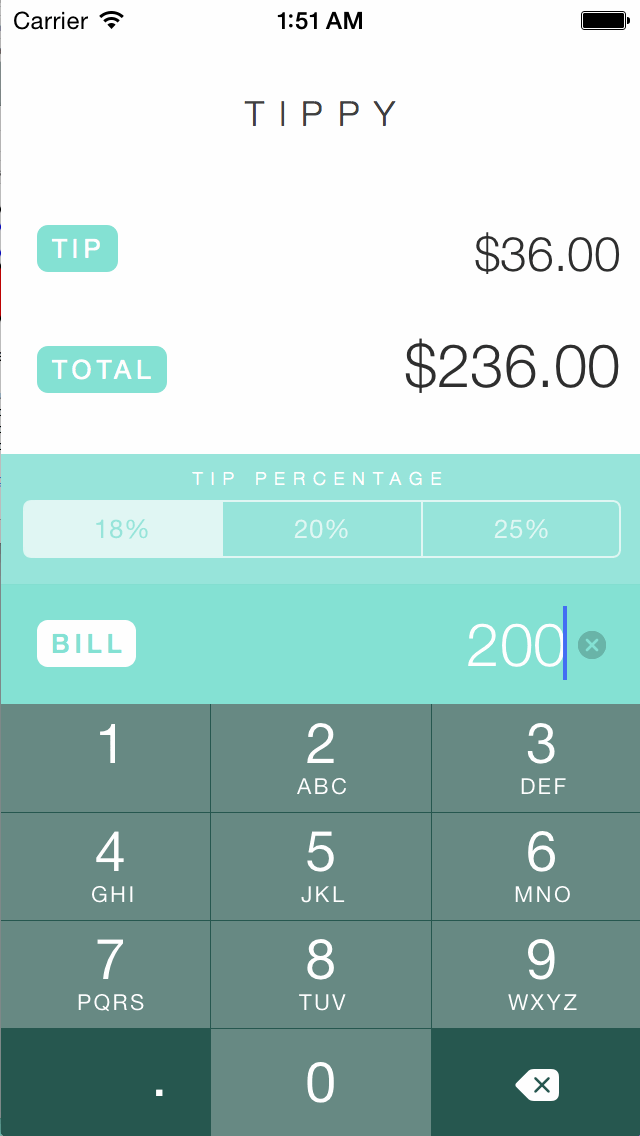 Carrier 1:51 AM
TIPPY
TIP $36.00
TOTAL $236.00
TIP PERCENTAGE
18% 20% 25%
BILL 200
1 2 3
ABC DEF
4 5 6
GHI JKL MNO
7 8 9
PQRS TUV WXYZ
. 0